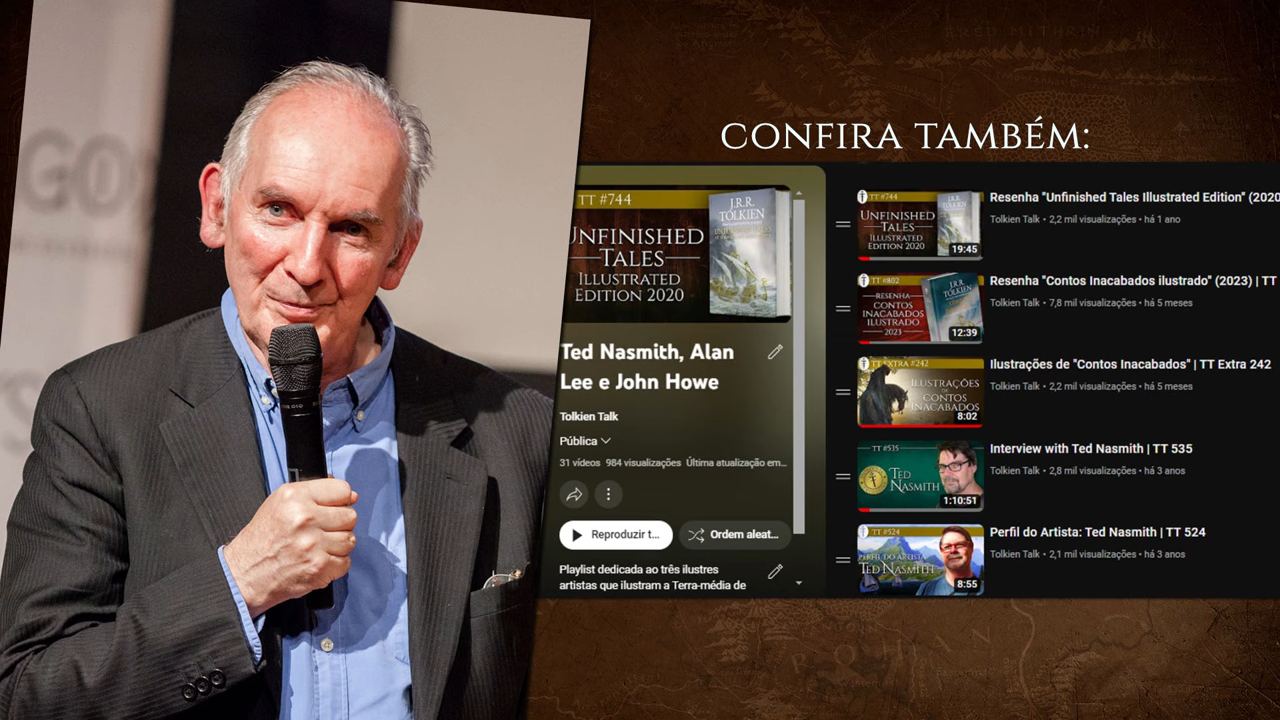 GO
ERED MITHRIN
CONFIRA TAMBÉM:
TT #744
J.R.R.
TOLKIEN
UNFINISHED
TALES
ILLUSTRATED
EDITION 2020
Ted Nasmith, Alan
Lee e John Howe
Tolkien Talk
Pública
31 vídeos 984 visualizações Última atualização em...
Reproduzir t...
Ordem aleat...
Playlist dedicada ao três ilustres
artistas que ilustram a Terra-média de
TT #744
UNFINISHED
TALES
ILLUSTRATED
EDITION 2020
19:45
Resenha "Unfinished Tales Illustrated Edition" (2020
Tolkien Talk • 2,2 mil visualizações • há 1 ano
TT #802
RESENHA
CONTOS
INACABADOS
ILUSTRADO
2023
J.R.R.
TOLKIEN
12:39
Resenha "Contos Inacabados ilustrado" (2023) | TT
Tolkien Talk • 7,8 mil visualizações • há 5 meses
TT EXTRA #242
ILUSTRAÇÕES
DE
CONTOS
INACABADOS
8:02
Ilustrações de "Contos Inacabados" | TT Extra 242
Tolkien Talk • 2,2 mil visualizações • há 5 meses
TT #535
TED
NASMITH
1:10:51
Interview with Ted Nasmith | TT 535
Tolkien Talk • 2,8 mil visualizações • há 3 anos
TT #524
PERFIL DO ARTISTA
TED NASMITH
8:55
Perfil do Artista: Ted Nasmith | TT 524
Tolkien Talk • 2,1 mil visualizações • há 3 anos
ROHAN